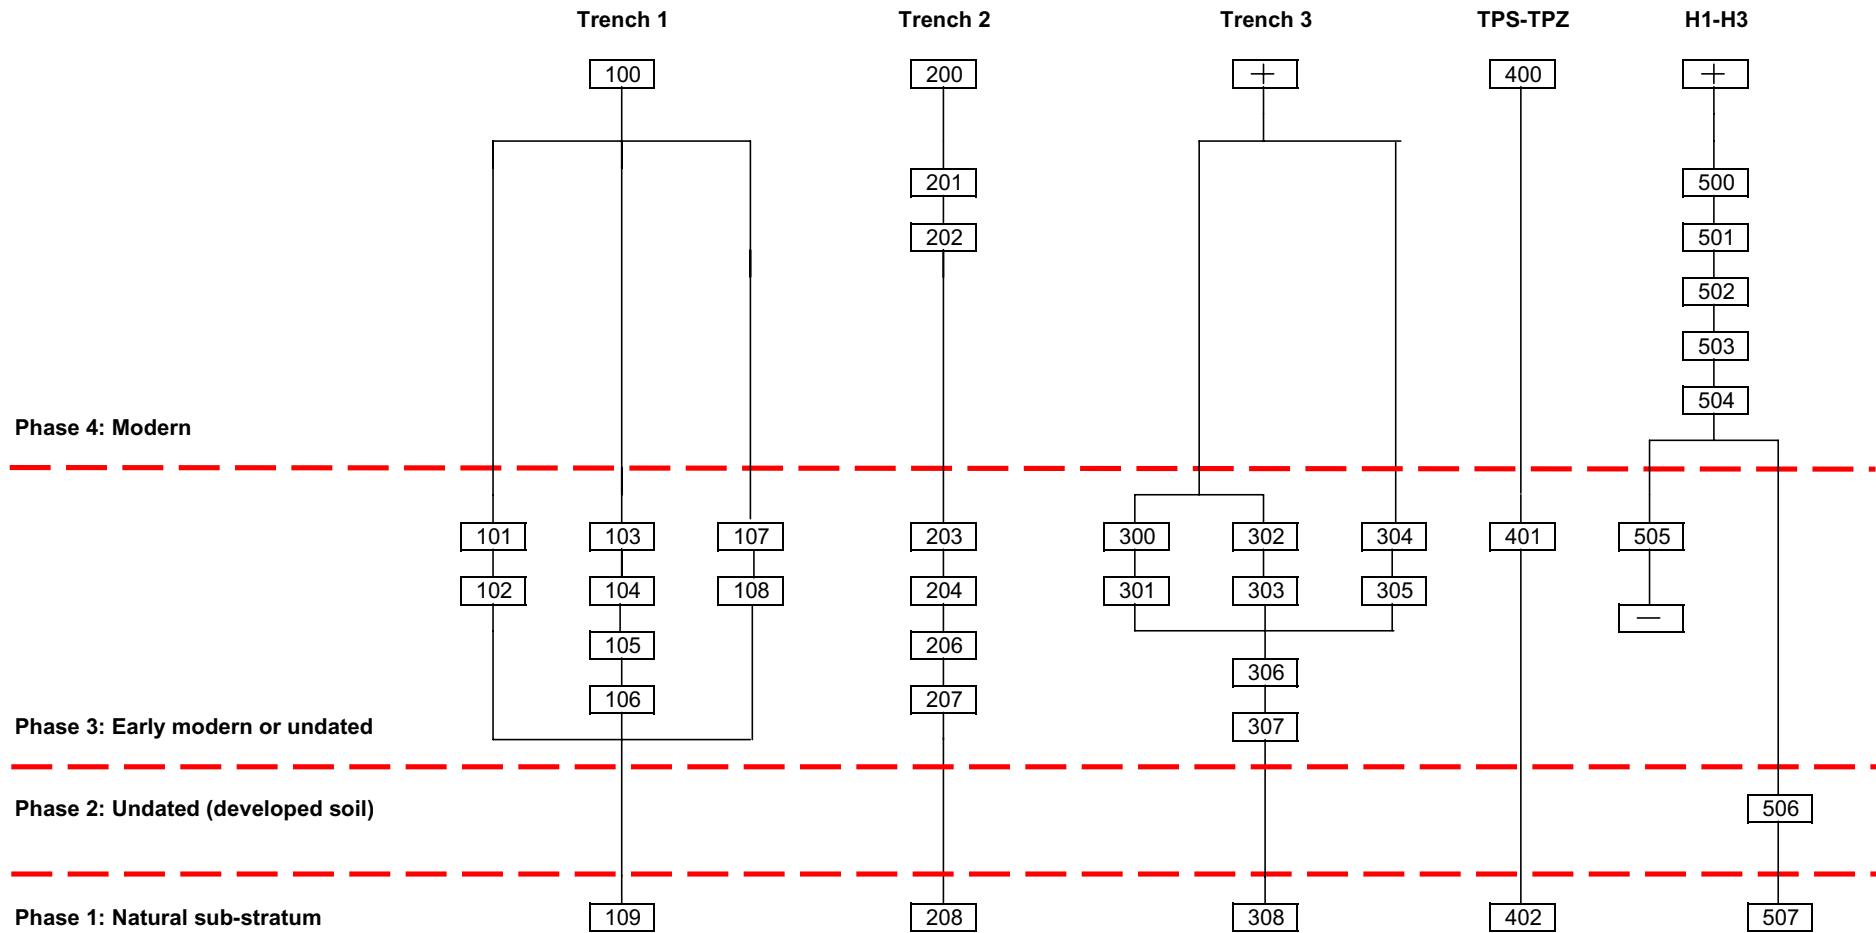 Trench 1 Trench 2 Trench 3 TPS-TPZ H1-H3
100 200 + 400 +
201 500
202 501
502
503
504
Phase 4: Modern
101 103 107 203 300 302 304 401 505
102 104 108 204 301 303 305
—
105 206
306
106 207
Phase 3: Early modern or undated 307
Phase 2: Undated (developed soil) 506
Phase 1: Natural sub-stratum 109 208 308 402 507